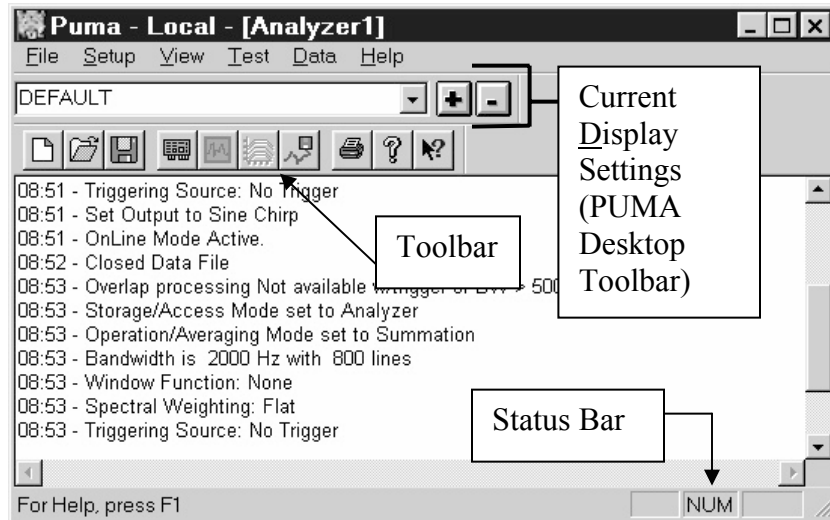 Puma - Local - [Analyzer1]
File Setup View Test Data Help
DEFAULT
+ -
Current
Display
Settings
(PUMA
Desktop
Toolbar)
08:51 - Triggering Source: No Trigger
08:51 - Set Output to Sine Chirp
08:51 - OnLine Mode Active.
08:52 - Closed Data File
08:53 - Overlap processing Not available > 500
08:53 - Storage/Access Mode set to Analyzer
08:53 - Operation/Averaging Mode set to Summation
08:53 - Bandwidth is 2000 Hz with 800 lines
08:53 - Window Function: None
08:53 - Spectral Weighting: Flat
08:53 - Triggering Source: No Trigger
Toolbar
Status Bar
For Help, press F1
NUM